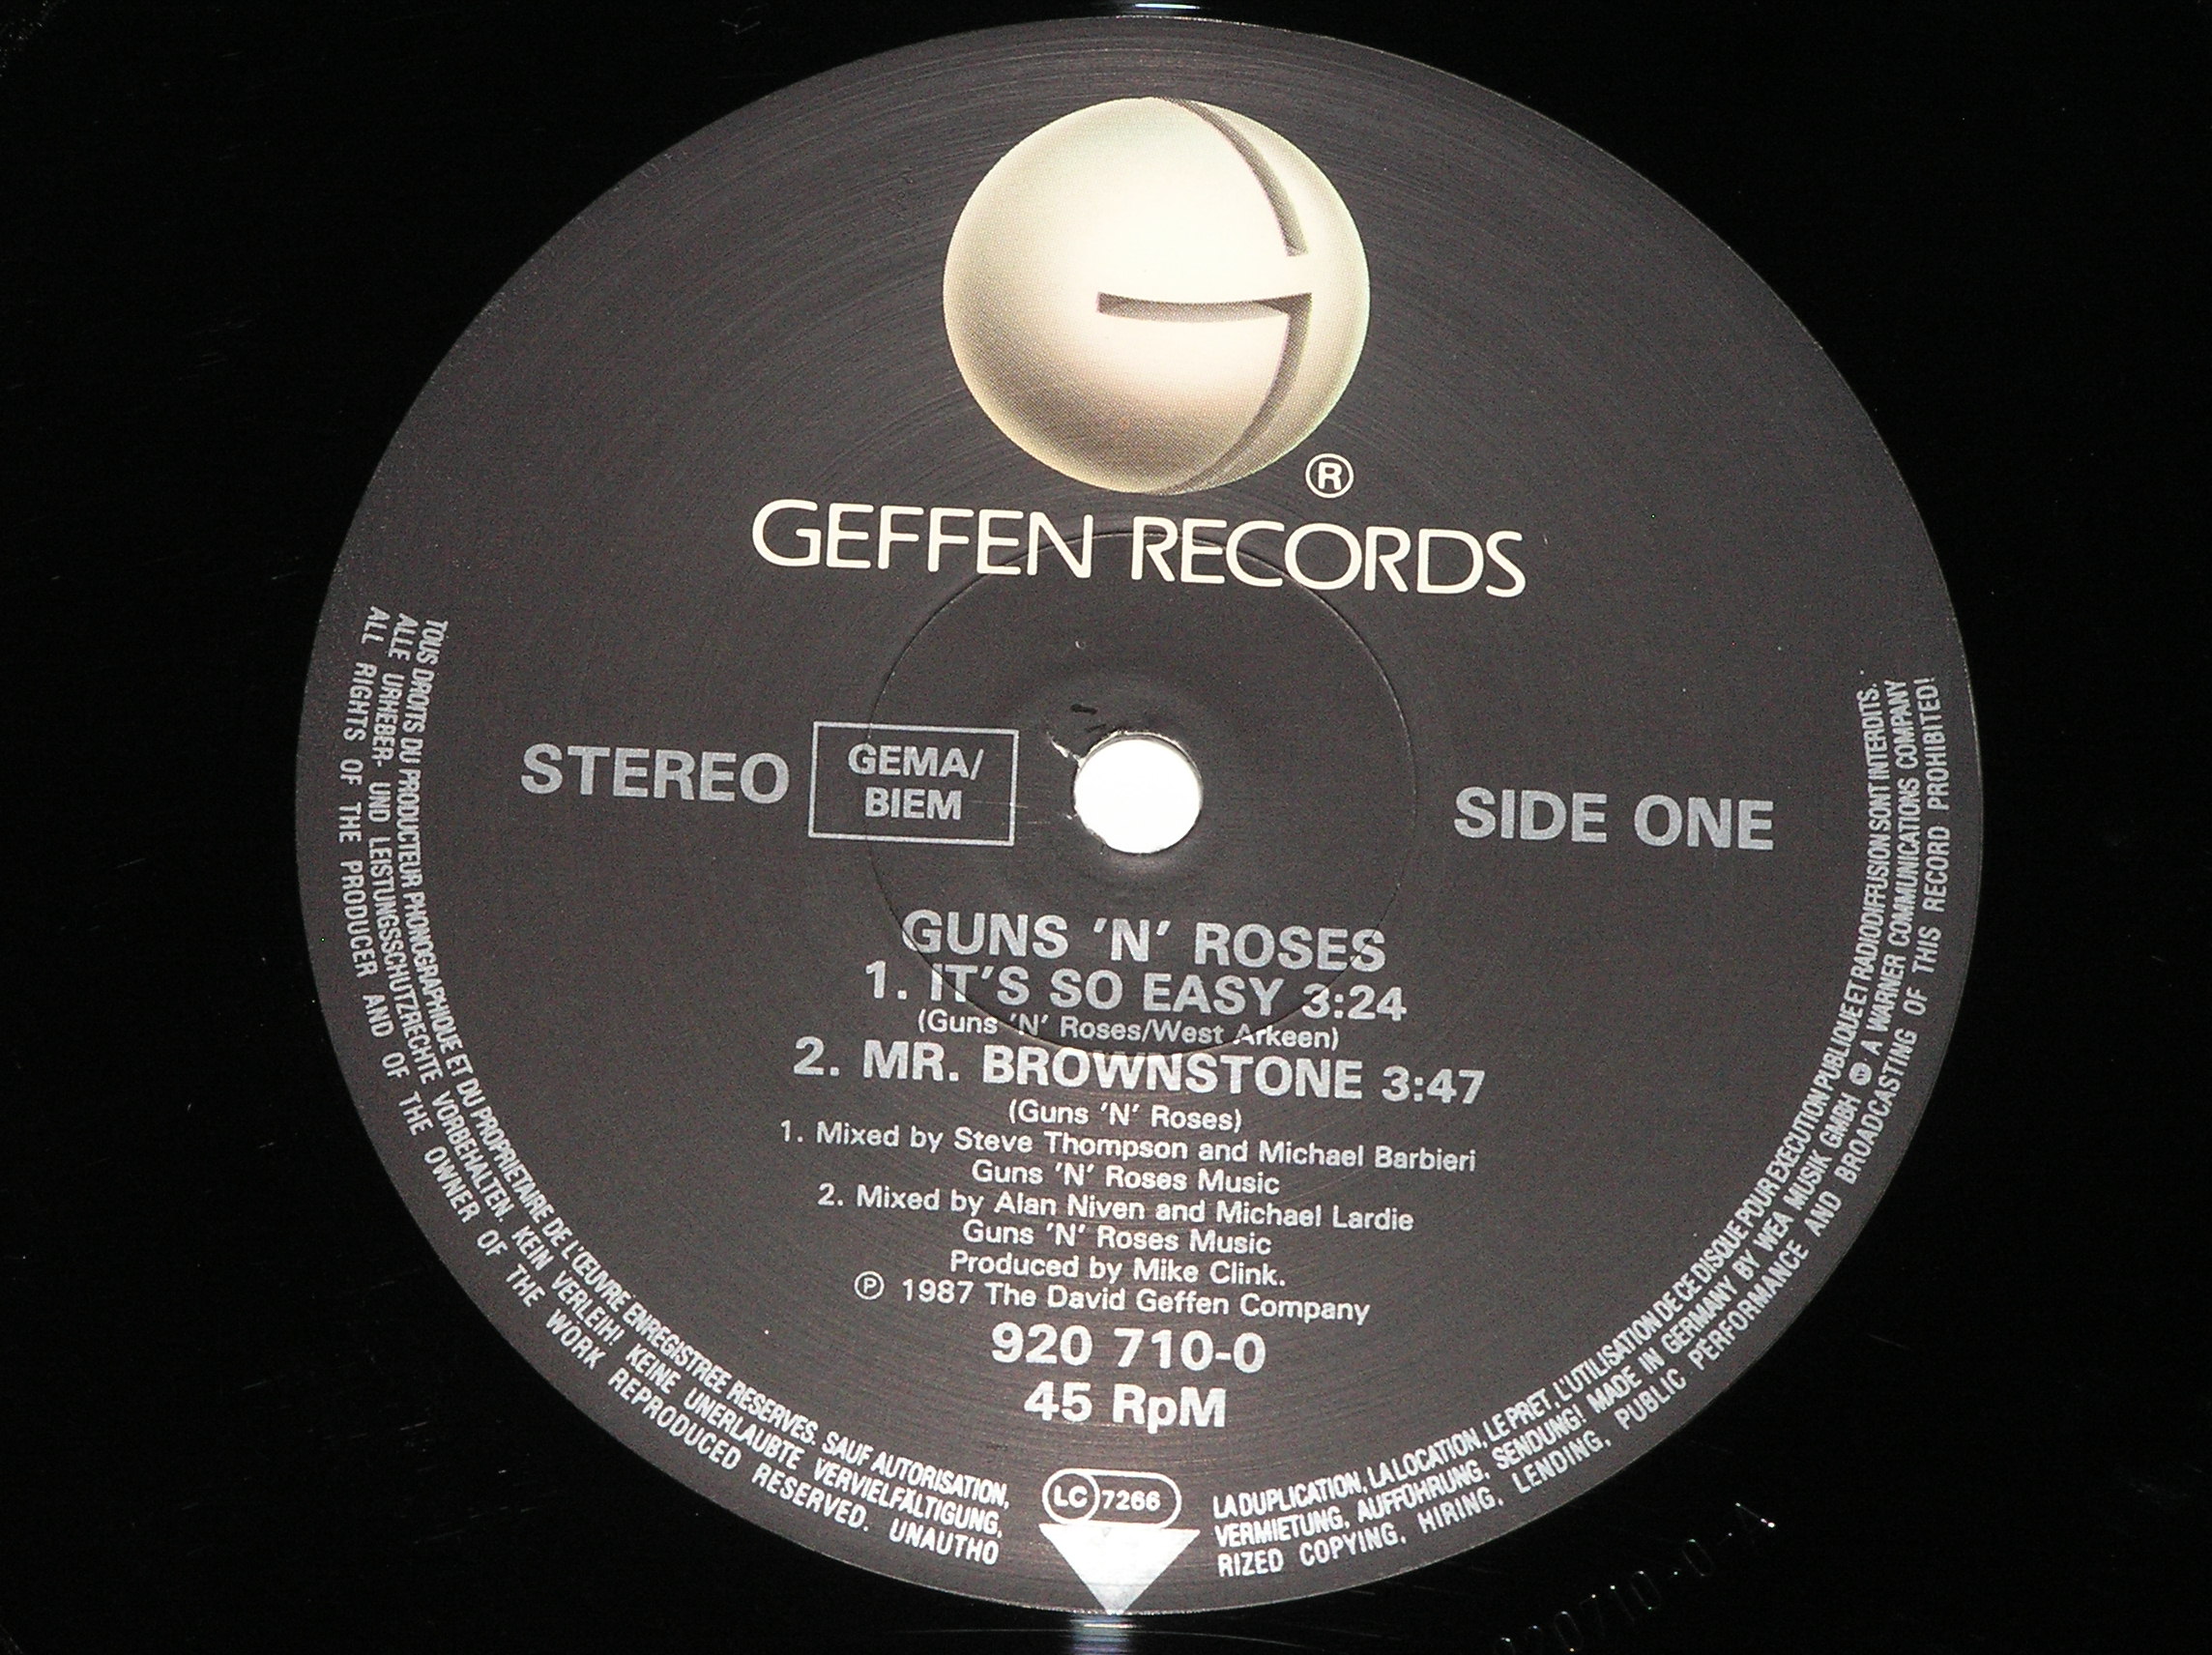 ®
GEFFEN RECORDS
STEREO
GEMA/
BIEM
SIDE ONE
GUNS 'N' ROSES
1. IT'S SO EASY 3:24
(Guns 'N' Roses/West Arkeen)
2. MR. BROWNSTONE 3:47
(Guns 'N' Roses)
1. Mixed by Steve Thompson and Michael Barbieri
Guns 'N' Roses Music
2. Mixed by Alan Niven and Michael Lardie
Guns 'N' Roses Music
Produced by Mike Clink.
Ⓟ 1987 The David Geffen Company
920 710-0
45 RpM
LC 7266
TOUS DROITS DU PRODUCTEUR PHONOGRAPHIQUE ET DU PROPRIETAIRE DE L'ŒUVRE ENREGISTREE RESERVES. SAUF AUTORISATION, LA DUPLICATION, LA LOCATION, LE PRET, L'UTILISATION DE CE DISQUE POUR EXECUTION PUBLIQUE ET RADIODIFFUSION SONT INTERDITS.
ALLE URHEBER- UND LEISTUNGSSCHUTZRECHTE VORBEHALTEN. KEIN VERLEIH! KEINE UNERLAUBTE VERVIELFÄLTIGUNG, VERMIETUNG, AUFFÜHRUNG, SENDUNG! MADE IN GERMANY BY WEA MUSIK GMBH A WARNER COMMUNICATIONS COMPANY
ALL RIGHTS OF THE PRODUCER AND OF THE OWNER OF THE WORK REPRODUCED RESERVED. UNAUTHO RIZED COPYING, HIRING, LENDING, PUBLIC PERFORMANCE AND BROADCASTING OF THIS RECORD PROHIBITED!
920710-0-A